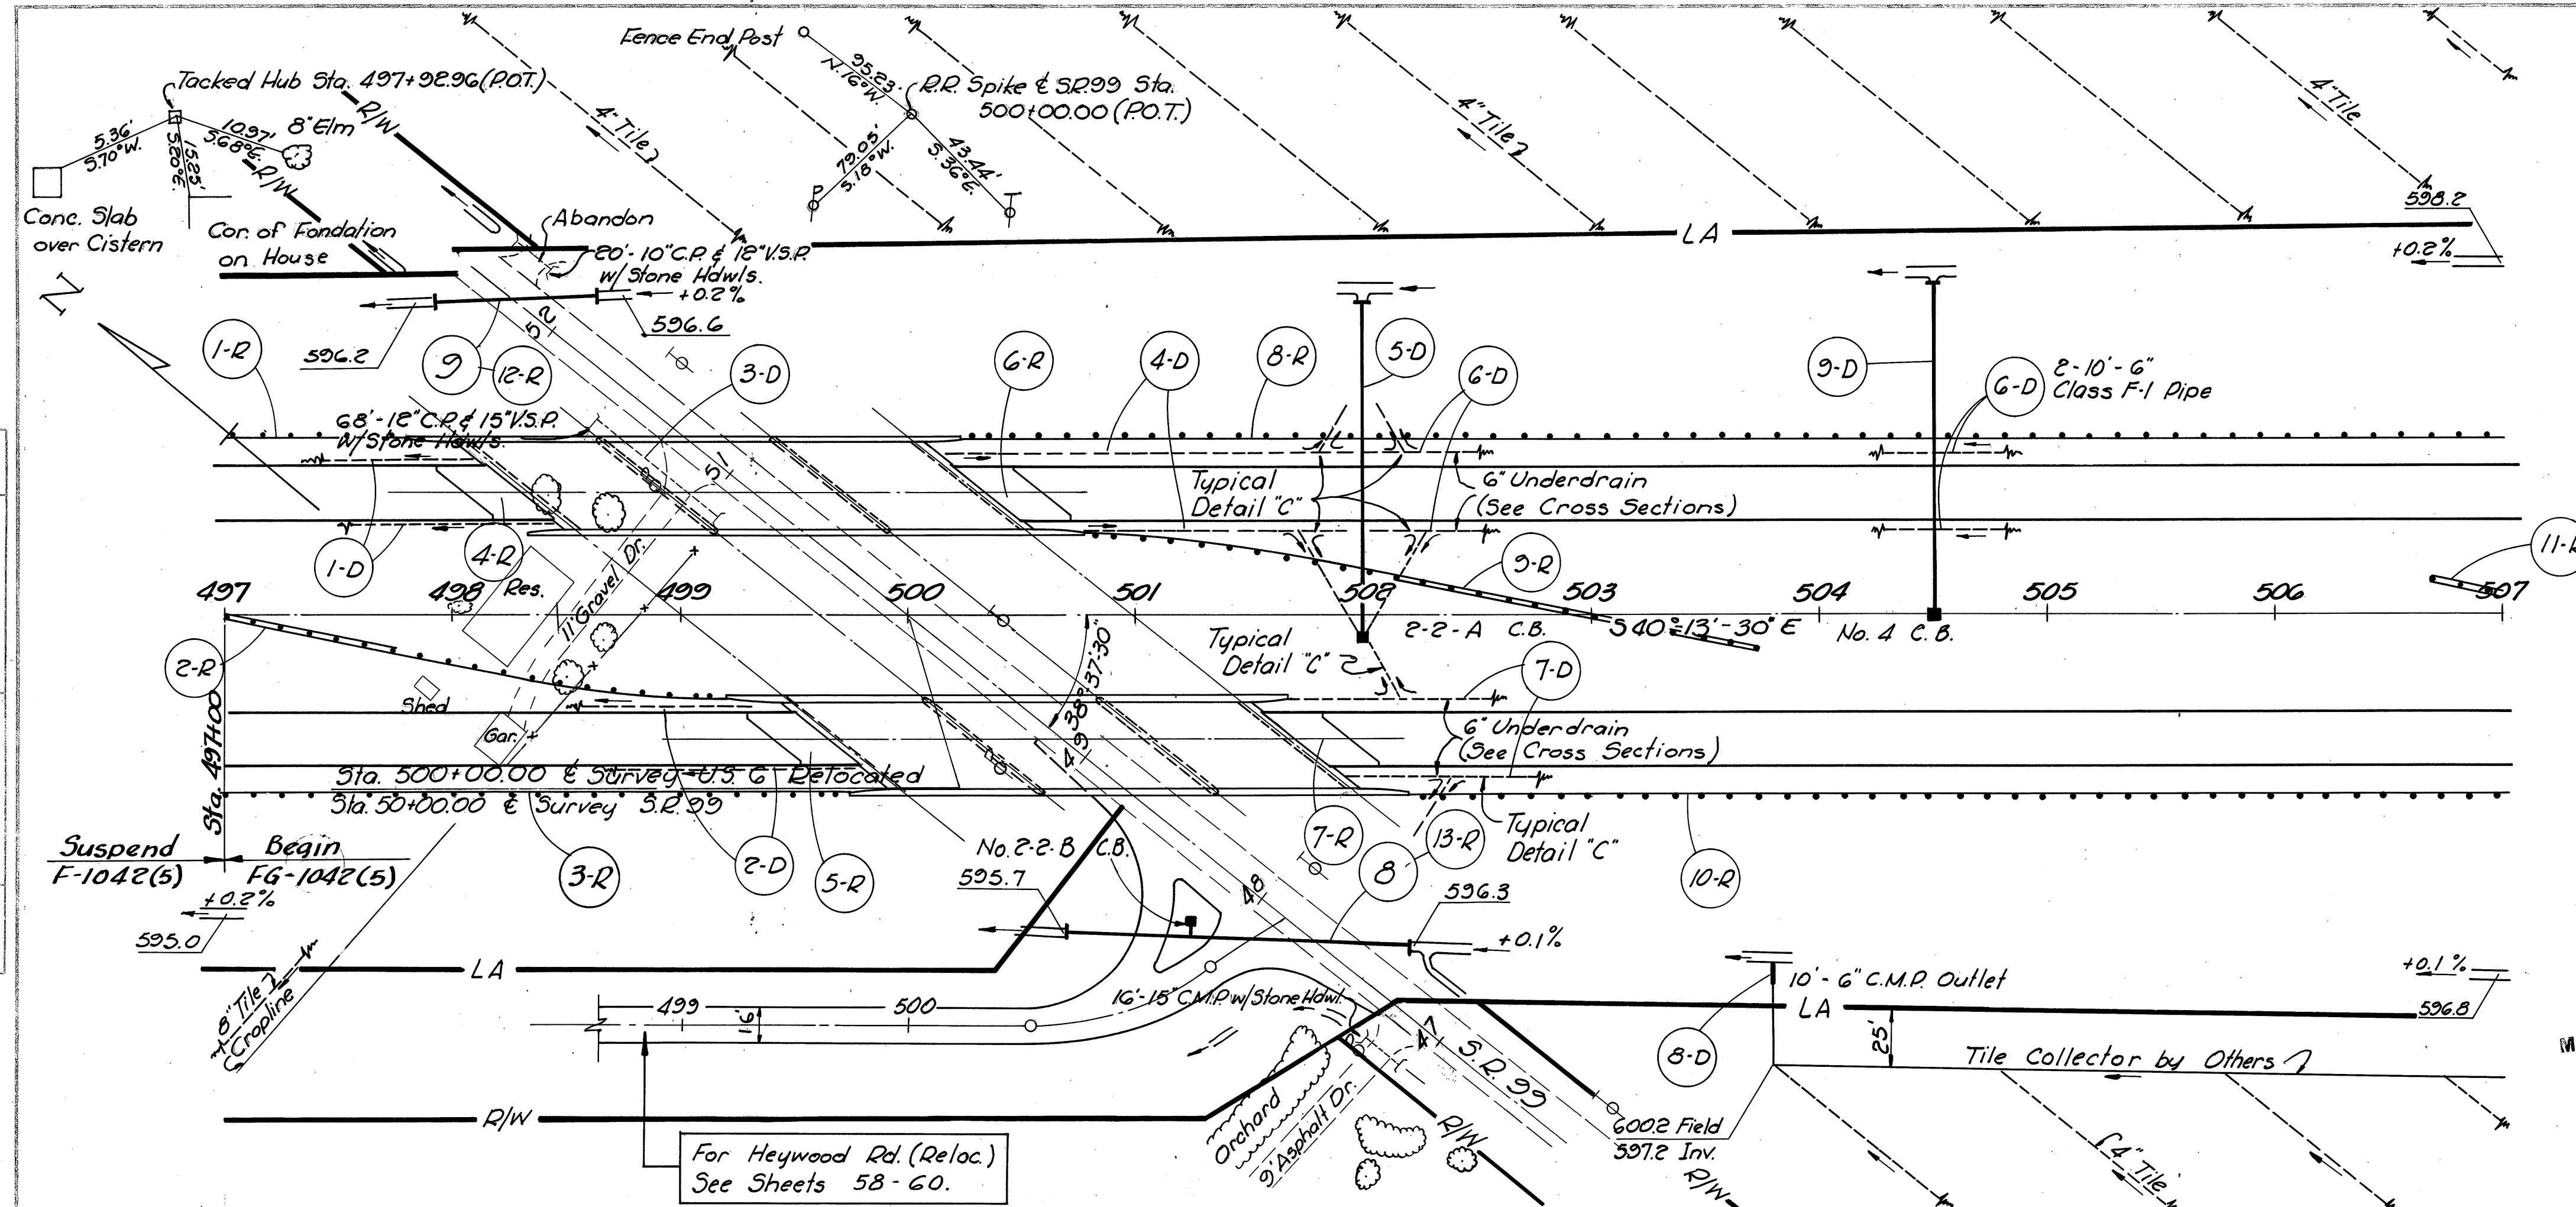 Fence End Post
95.23'
N.16°W.
R.R. Spike ₵ S.R.99 Sta.
500+00.00 (P.O.T.)
79.05'
S.18°W.
43.44'
S.36°E.
P
T
Tacked Hub Sta. 497+92.96 (P.O.T.)
5.36'
S.70°W.
10.97'
S.68°E.
15.25'
S.20°E.
8" Elm
R/W
R/W
Conc. Slab
over Cistern
Cor. of Fondation
on House
4" Tile
4" Tile
4" Tile
Abandon
20'-10" C.P. & 12" V.S.P.
w/ Stone Hdwls.
+0.2%
596.6
596.2
LA
598.2
+0.2%
N
1-R
9
12-R
3-D
6-R
4-D
8-R
5-D
6-D
9-D
6-D
2-10'-6"
Class F-1 Pipe
68'-12" C.P. & 15" V.S.P.
w/ Stone Hdwls.
52
51
Typical
Detail "C"
6" Underdrain
(See Cross Sections)
1-D
4-R
Res.
11' Gravel Dr.
9-R
11-R
497
498
499
500
501
502
503
504
505
506
507
2-2-A C.B.
S 40°-13'-30" E
No. 4 C.B.
38°-37'-30"
Typical
Detail "C"
2-R
7-D
Sta. 497+00
Shed
Gar.
49
6" Underdrain
(See Cross Sections)
Sta. 500+00.00 ₵ Survey U.S. 6 Relocated
Sta. 50+00.00 ₵ Survey S.R. 99
Suspend
F-1042(5)
Begin
FG-1042(5)
3-R
2-D
5-R
No. 2-2-B C.B.
7-R
13-R
8
Typical
Detail "C"
10-R
+0.2%
595.0
595.7
48
596.3
+0.1%
8" Tile
Cropline
LA
499
500
16'
16'-15" C.M.P. w/ Stone Hdwl.
10'-6" C.M.P. Outlet
LA
+0.1%
596.8
47
S.R. 99
8-D
25'
Tile Collector by Others
R/W
Orchard
9' Asphalt Dr.
R/W
600.2 Field
597.2 Inv.
R/W
4" Tile
For Heywood Rd. (Reloc.)
See Sheets 58-60.
M